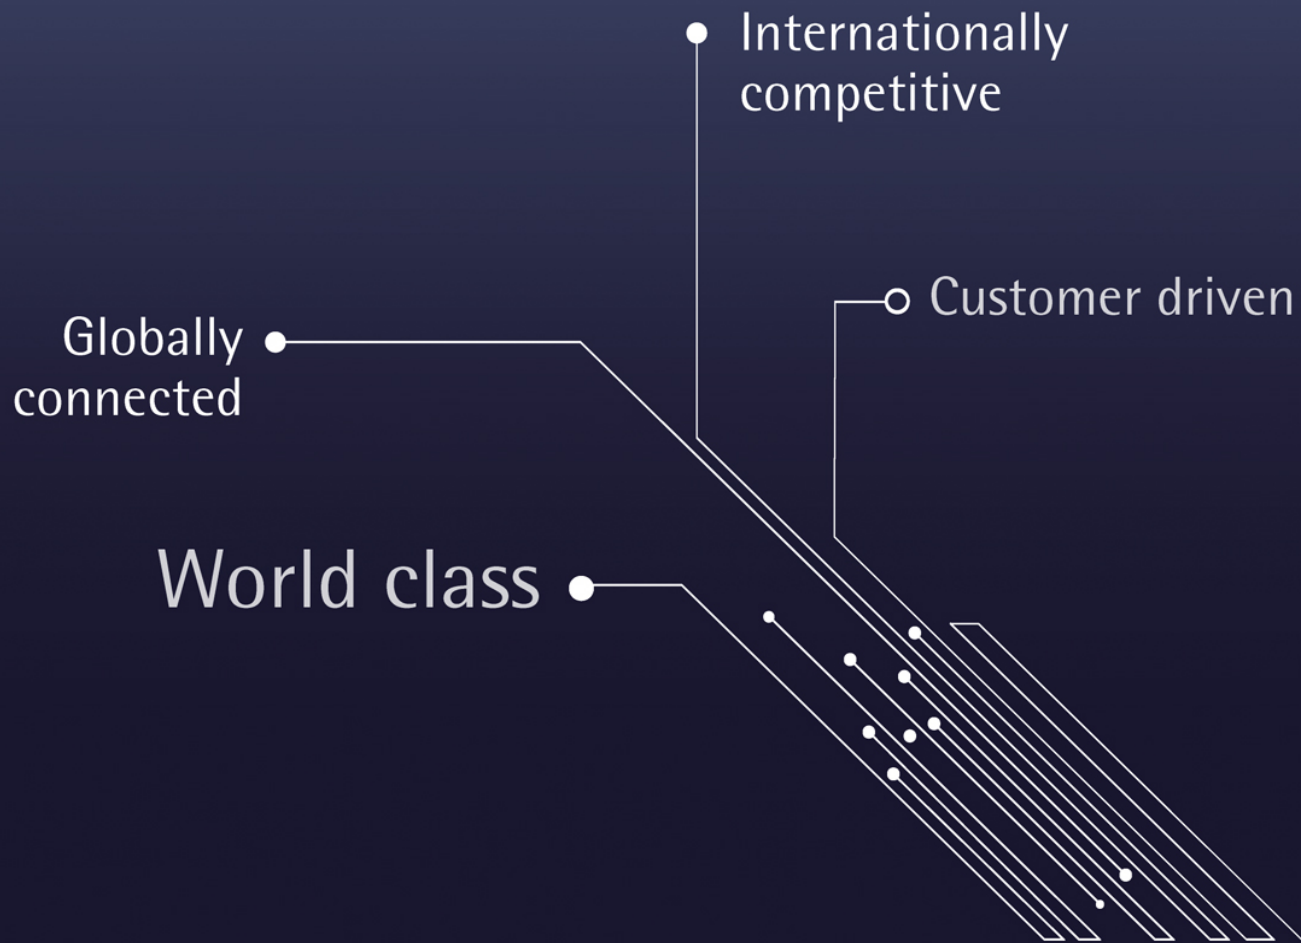 Internationally
competitive
Customer driven
Globally
connected
World class